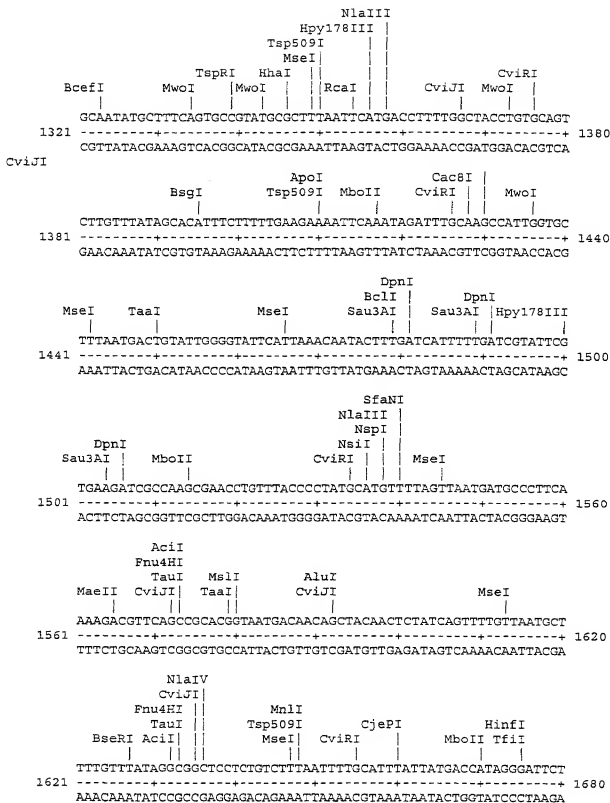 NlaIII
Hpy178III
Tsp509I
MseI
TspRI HhaI CviRI
BcefI MwoI MwoI RcaI CviJI MwoI
GCAATATGCTTTCAGTGCCGTATGCGCTTTAATTCATGACCTTTTGGCTACCTGTGCAGT
1321 ---------+---------+---------+---------+---------+---------+ 1380
CGTTATACGAAAGTCACGGCATACGCGAAATTAAGTACTGGAAAACCGATGGACACGTCA
CviJI
ApoI Cac8I
BsgI Tsp509I MboII CviRI MwoI
CTTGTTTATAGCACATTTCTTTTTGAAGAAAATTCAAATAGATTTGCAAGCCATTGGTGC
1381 ---------+---------+---------+---------+---------+---------+ 1440
GAACAAATATCGTGTAAAGAAAAACTTCTTTTAAGTTTATCTAAACGTTCGGTAACCACG
DpnI
BclI DpnI
MseI TaaI MseI Sau3AI Sau3AI Hpy178III
TTTAATGACTGTATTGGGGTATTCATTAAACAATACTTTGATCATTTTTGATCGTATTCG
1441 ---------+---------+---------+---------+---------+---------+ 1500
AAATTACTGACATAACCCCATAAGTAATTTGTTATGAAACTAGTAAAAACTAGCATAAGC
SfaNI
NlaIII
NspI
DpnI NsiI
Sau3AI MboII CviRI MseI
TGAAGATCGCCAAGCGAACCTGTTTACCCCTATGCATGTTTTAGTTAATGATGCCCTTCA
1501 ---------+---------+---------+---------+---------+---------+ 1560
ACTTCTAGCGGTTCGCTTGGACAAATGGGGATACGTACAAAATCAATTACTACGGGAAGT
AciI
Fnu4HI
TauI MslI AluI
MaeII CviJI TaaI CviJI MseI
AAAGACGTTCAGCCGCACGGTAATGACAACAGCTACAACTCTATCAGTTTTGTTAATGCT
1561 ---------+---------+---------+---------+---------+---------+ 1620
TTTCTGCAAGTCGGCGTGCCATTACTGTTGTCGATGTTGAGATAGTCAAAACAATTACGA
NlaIV
CviJI
Fnu4HI MnlI
TauI Tsp509I CjePI HinfI
BseRI AciI MseI CviRI MboII TfiI
TTTGTTTATAGGCGGCTCCTCTGTCTTTAATTTTGCATTTATTATGACCATAGGGATTCT
1621 ---------+---------+---------+---------+---------+---------+ 1680
AAACAAATATCCGCCGAGGAGACAGAAATTAAAACGTAAATAATACTGGTATCCCTAAGA